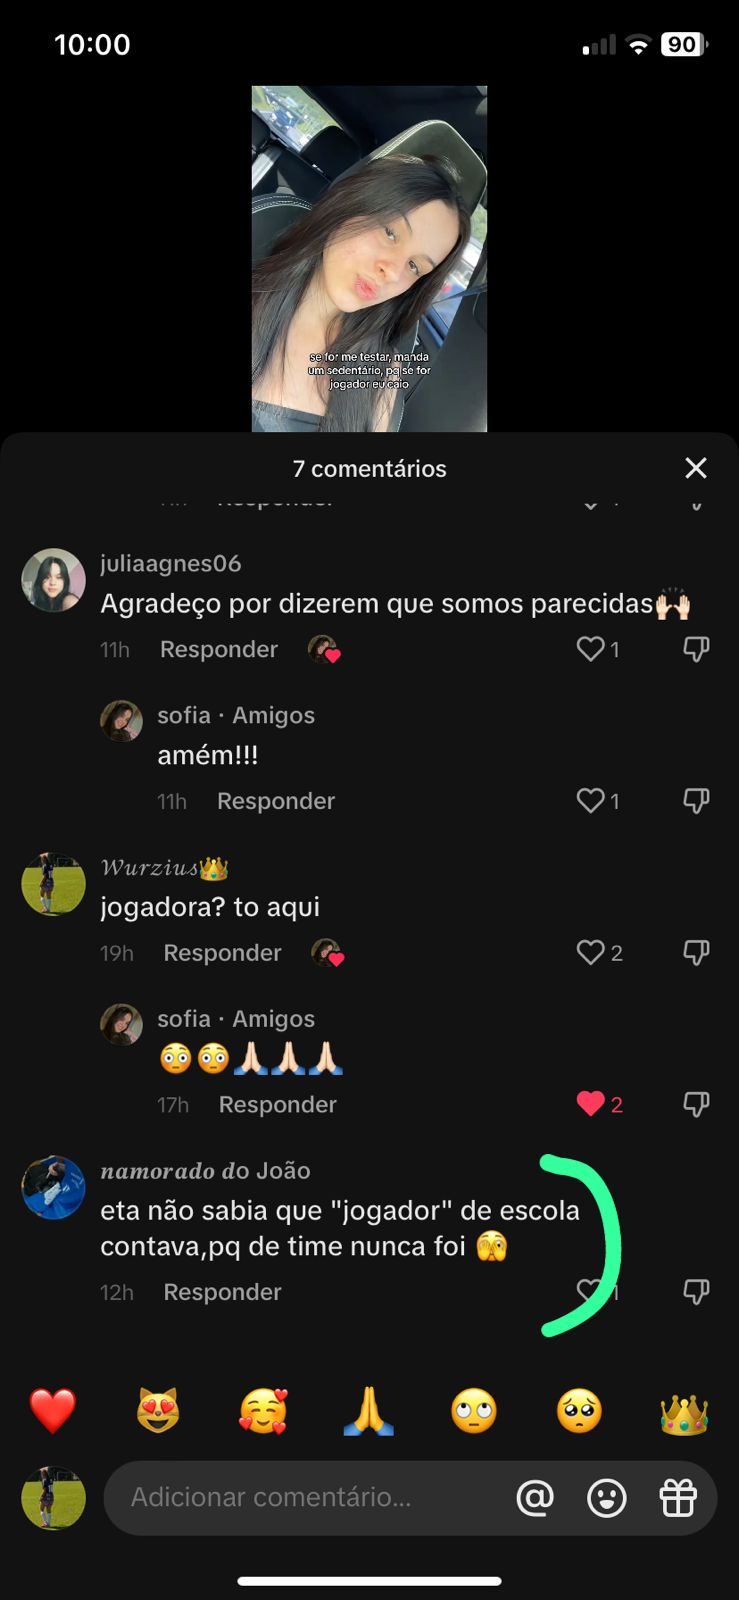 10:00
90
se for me testar, manda
um sedentário, pq se for
jogador eu caio
7 comentários
Responder
juliaagnes06
Agradeço por dizerem que somos parecidas🙌🏻
11h Responder 1
sofia · Amigos
amém!!!
11h Responder 1
𝓦𝓾𝓻𝔃𝓲𝓾𝓼👑
jogadora? to aqui
19h Responder 2
sofia · Amigos
😳😳🙏🏻🙏🏻🙏🏻
17h Responder 2
𝒏𝒂𝒎𝒐𝒓𝒂𝒅𝒐 𝒅o João
eta não sabia que "jogador" de escola
contava,pq de time nunca foi 🫣
12h Responder 1
❤️ 😻 🥰 🙏 🙄 🥺 👑
Adicionar comentário... @